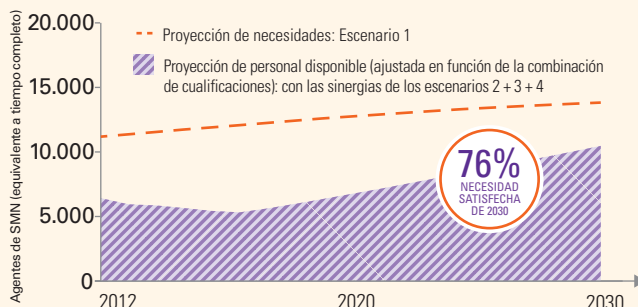 Agentes de SMN (equivalente a tiempo completo)
20.000
15.000
10.000
5.000
0
Proyección de necesidades: Escenario 1
Proyección de personal disponible (ajustada en función de la combinación
de cualificaciones): con las sinergias de los escenarios 2 + 3 + 4
76%
NECESIDAD
SATISFECHA
DE 2030
2012
2020
2030